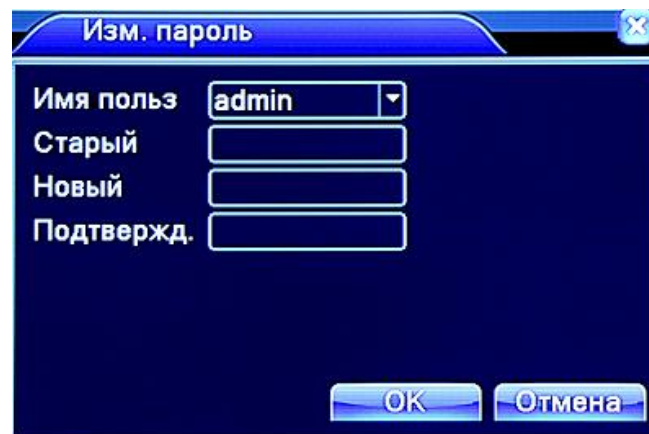 Изм. пароль
Имя польз admin
Старый
Новый
Подтвержд.
OK Отмена